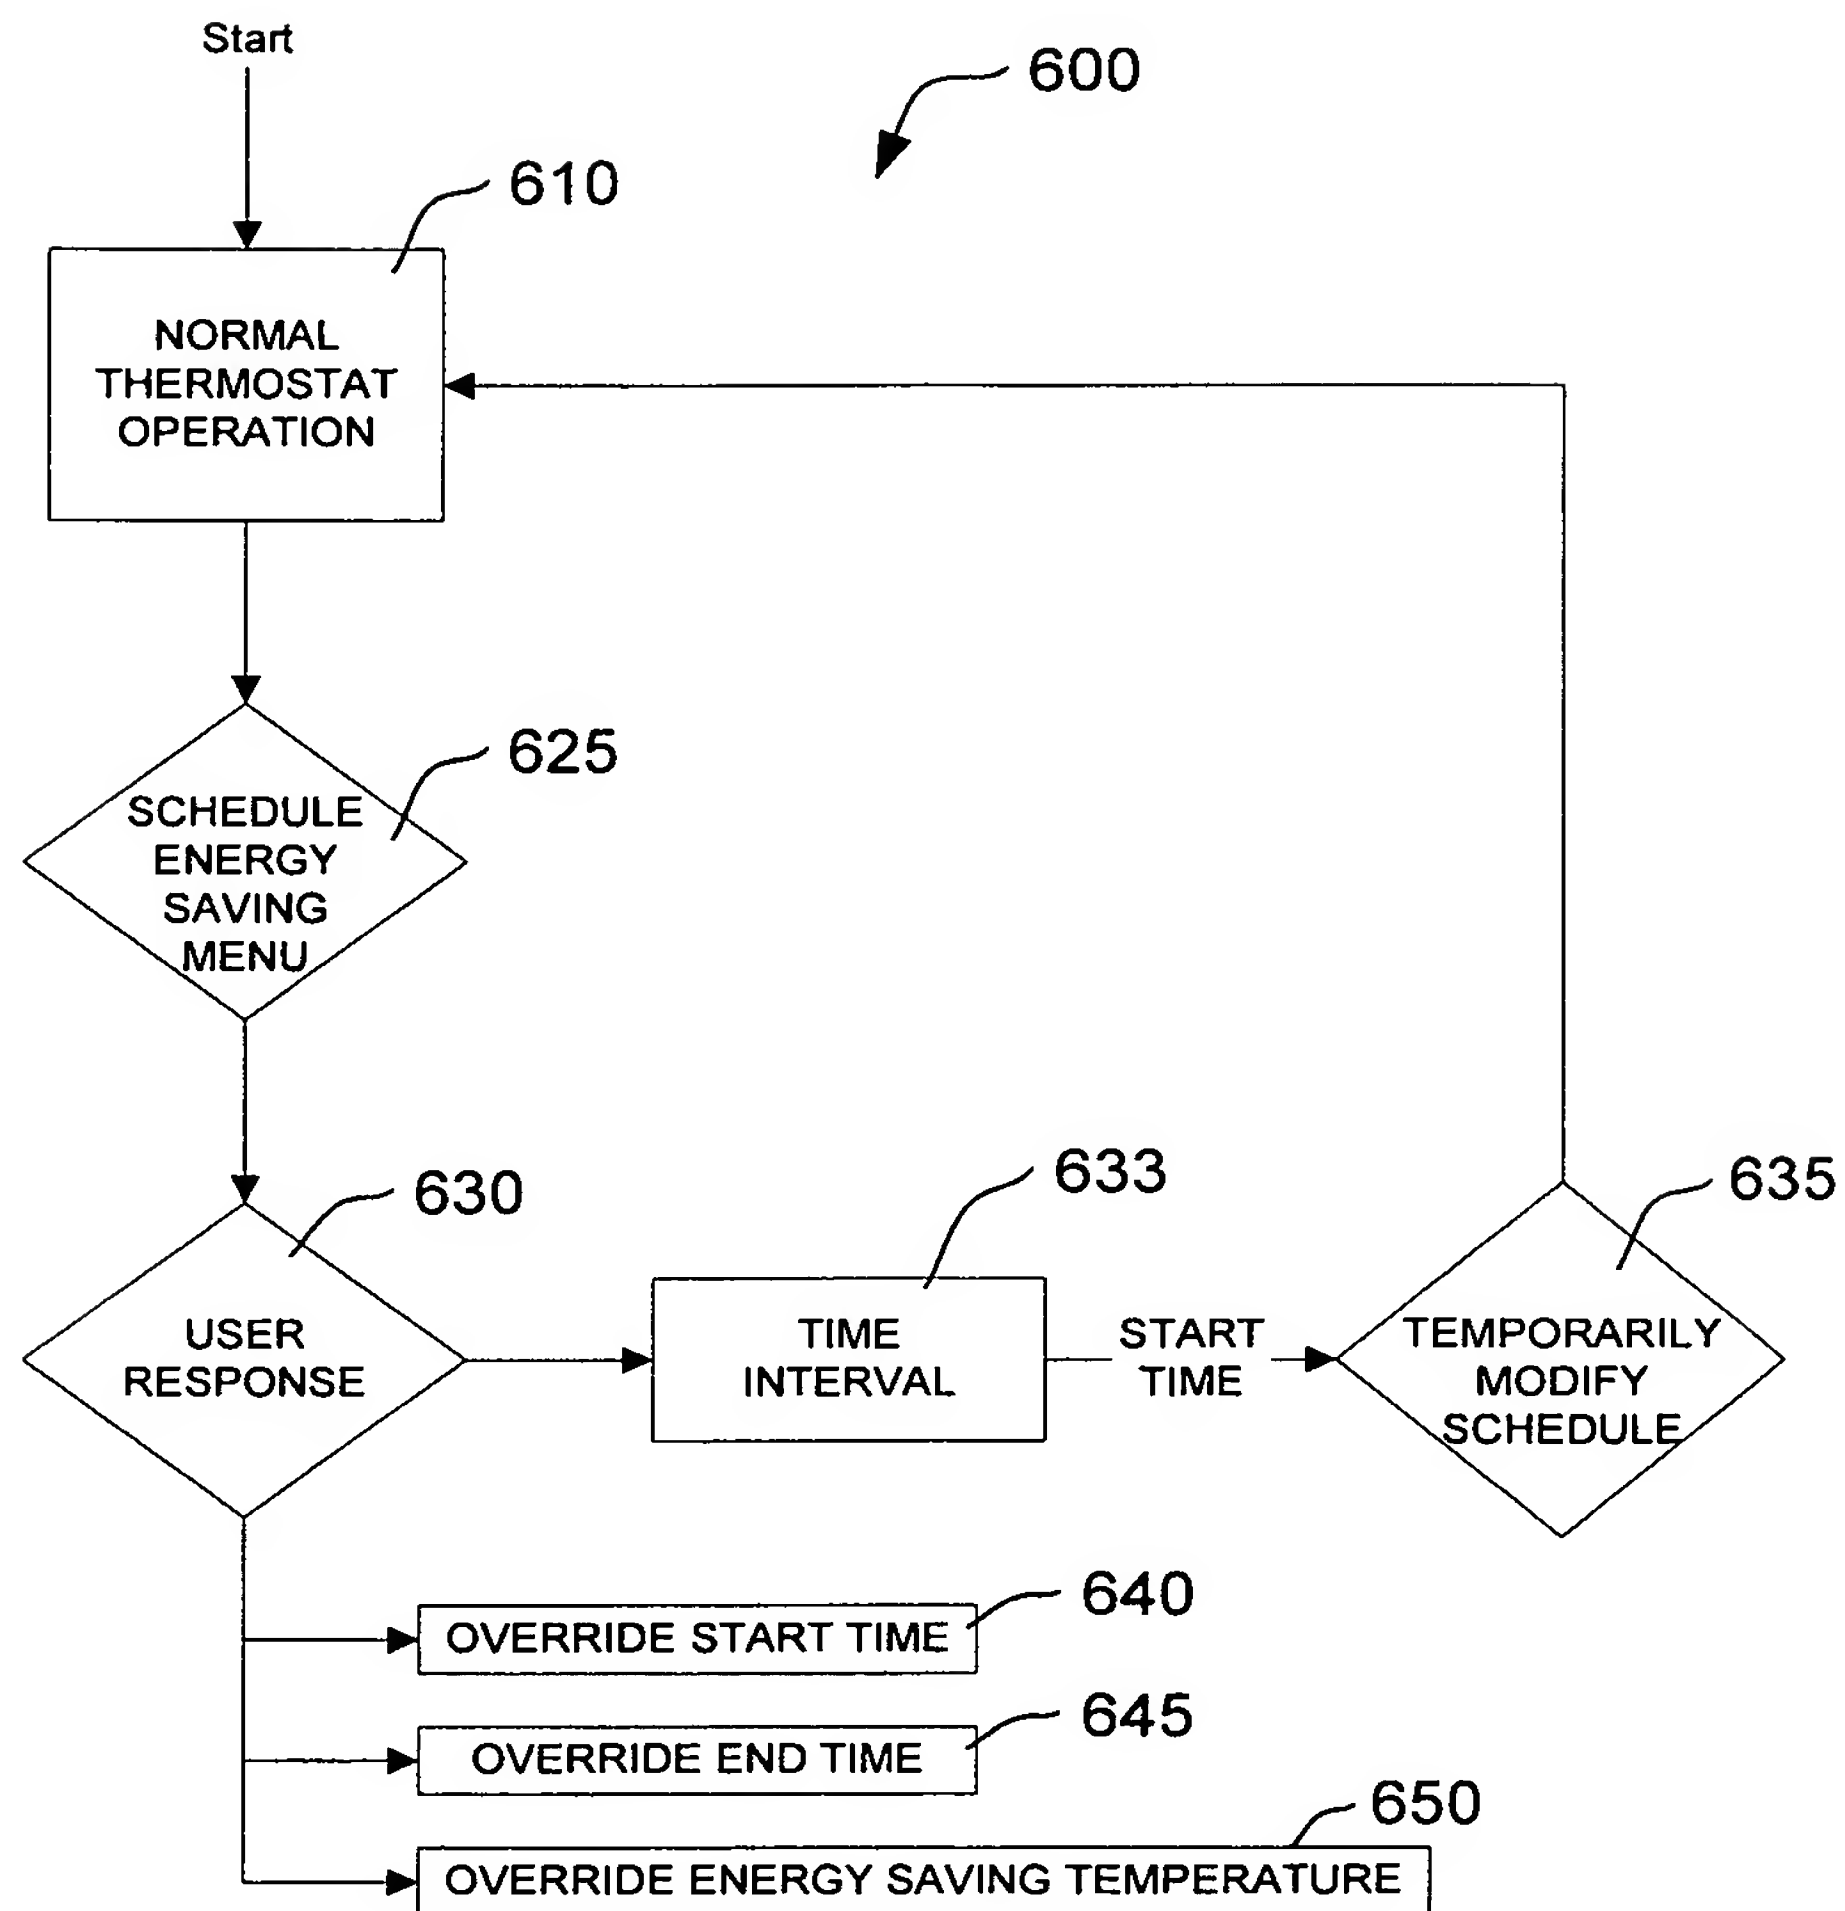 Start
600
610
NORMAL
THERMOSTAT
OPERATION
625
SCHEDULE
ENERGY
SAVING
MENU
630
USER
RESPONSE
633
TIME
INTERVAL
START
TIME
635
TEMPORARILY
MODIFY
SCHEDULE
640
OVERRIDE START TIME
645
OVERRIDE END TIME
650
OVERRIDE ENERGY SAVING TEMPERATURE